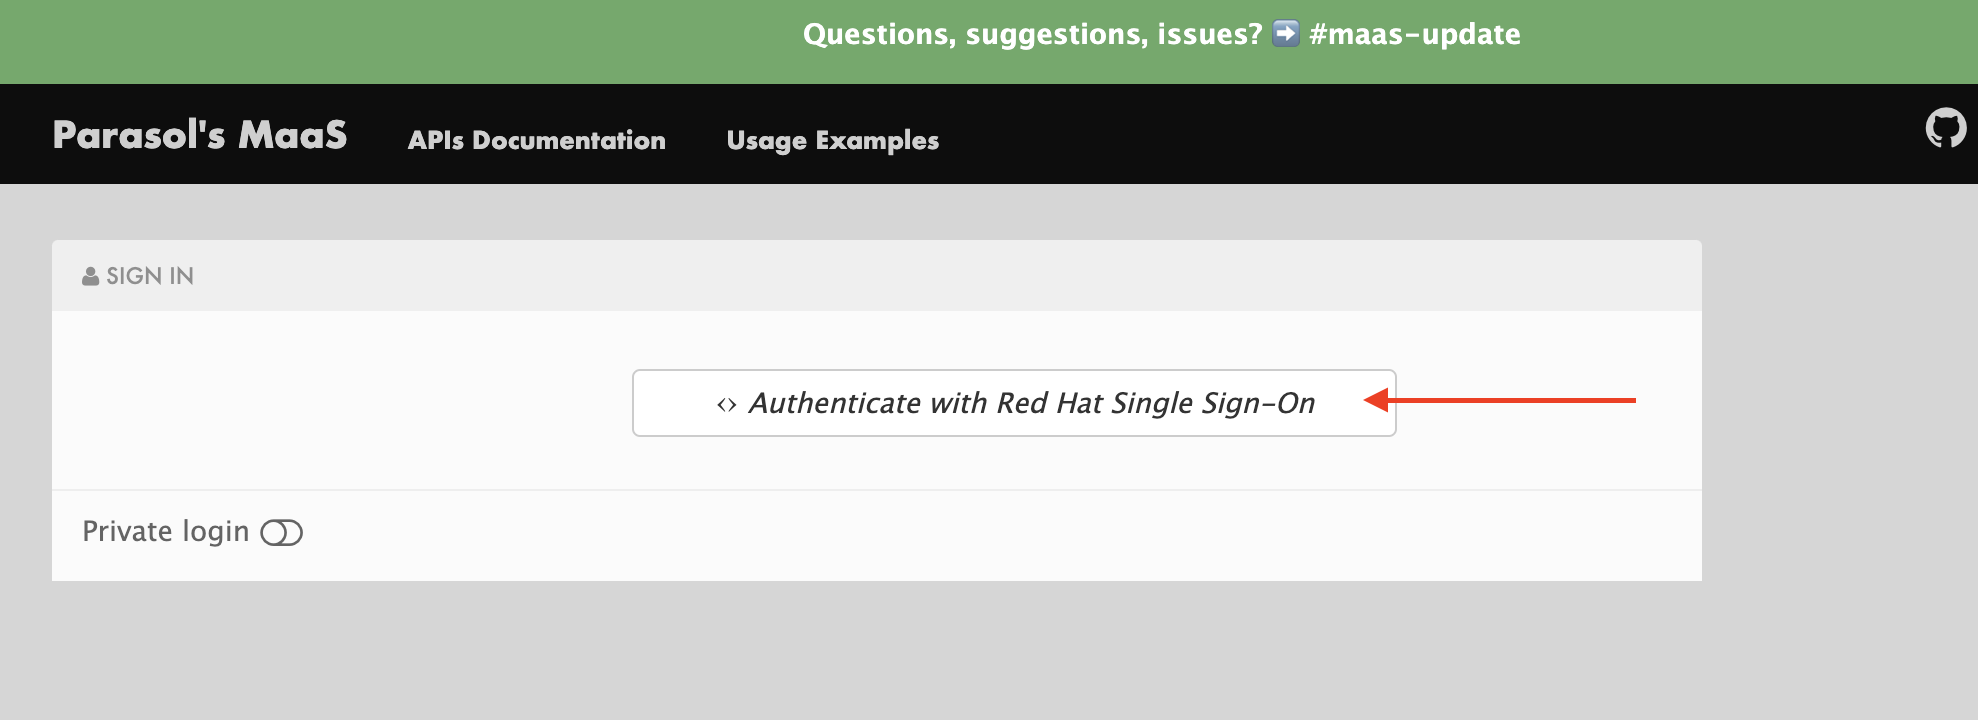 Questions, suggestions, issues? ➡️ #maas-update
Parasol's MaaS APIs Documentation Usage Examples
SIGN IN
<> Authenticate with Red Hat Single Sign-On
Private login